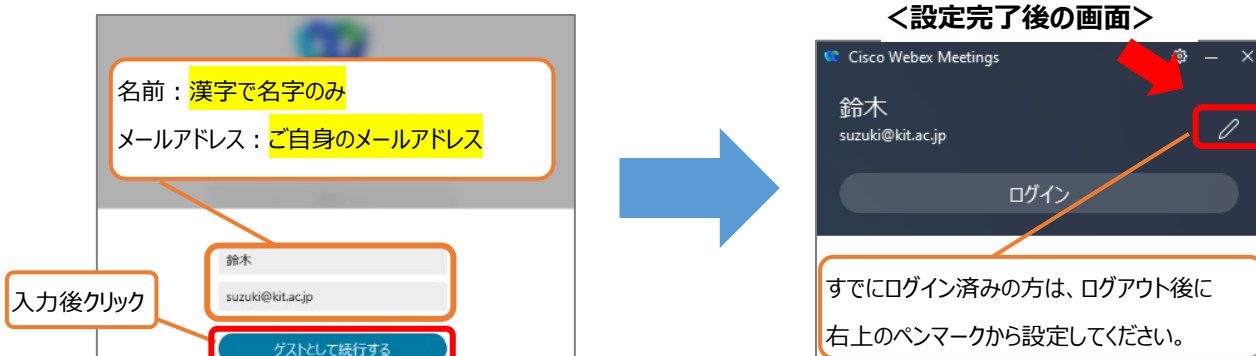 ＜設定完了後の画面＞
名前：漢字で名字のみ
メールアドレス：ご自身のメールアドレス
鈴木
suzuki@kit.ac.jp
入力後クリック
ゲストとして続行する
Cisco Webex Meetings
鈴木
suzuki@kit.ac.jp
ログイン
すでにログイン済みの方は、ログアウト後に
右上のペンマークから設定してください。